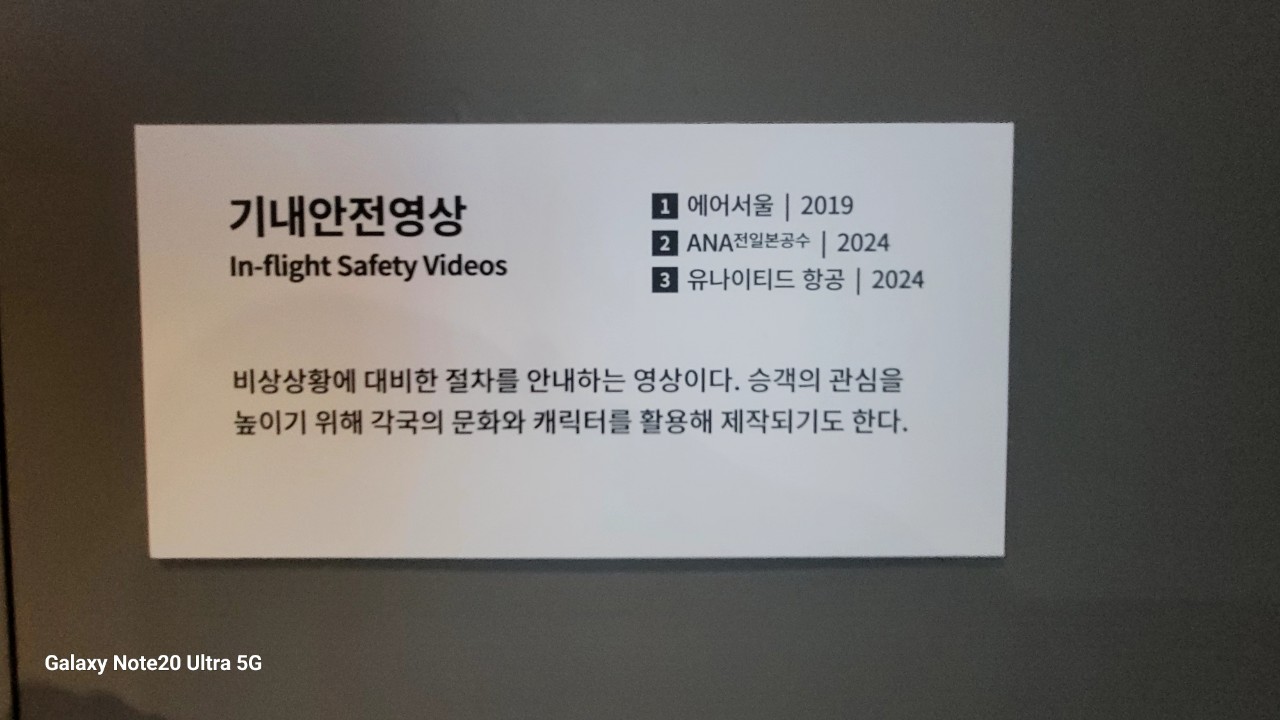 기내안전영상
In-flight Safety Videos
1 에어서울 | 2019
2 ANA전일본공수 | 2024
3 유나이티드 항공 | 2024
비상상황에 대비한 절차를 안내하는 영상이다. 승객의 관심을
높이기 위해 각국의 문화와 캐릭터를 활용해 제작되기도 한다.
Galaxy Note20 Ultra 5G